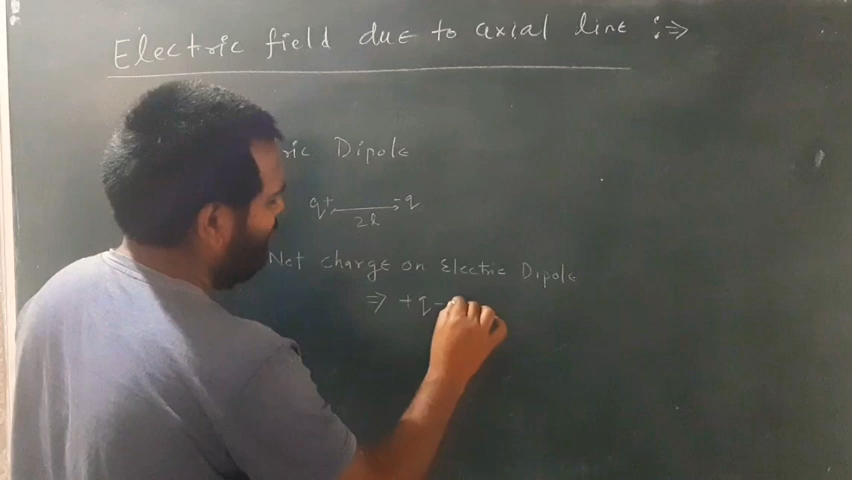 Electric field due to axial line :⇒
ric Dipole
q+ -q
2l
Net charge on Electric Dipole
⇒ +q-